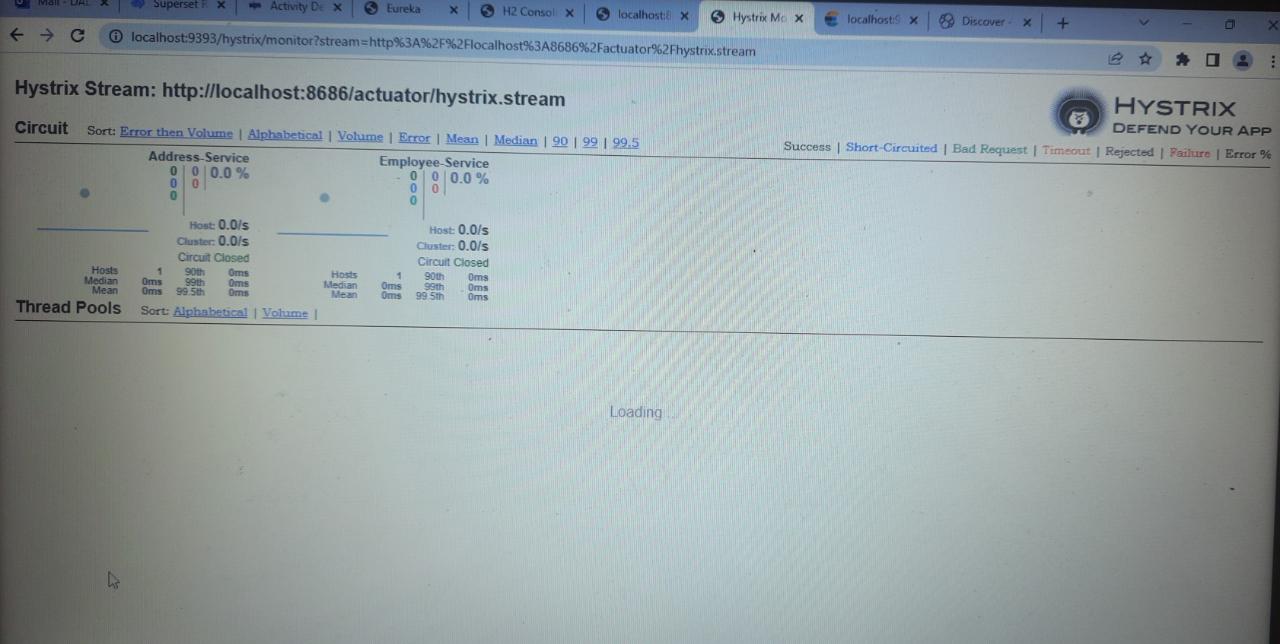 Mail - DAL
Superset R
Activity De
Eureka
H2 Consol
localhost:8
Hystrix Mo
localhost:9
Discover -
localhost:9393/hystrix/monitor?stream=http%3A%2F%2Flocalhost%3A8686%2Factuator%2Fhystrix.stream
Hystrix Stream: http://localhost:8686/actuator/hystrix.stream
HYSTRIX
DEFEND YOUR APP
Circuit Sort: Error then Volume | Alphabetical | Volume | Error | Mean | Median | 90 | 99 | 99.5
Success | Short-Circuited | Bad Request | Timeout | Rejected | Failure | Error %
Address-Service
0 0 0.0 %
0 0
0
Host: 0.0/s
Cluster: 0.0/s
Circuit Closed
Hosts 1 90th 0ms
Median 0ms 99th 0ms
Mean 0ms 99.5th 0ms
Employee-Service
0 0 0.0 %
0 0
0
Host: 0.0/s
Cluster: 0.0/s
Circuit Closed
Hosts 1 90th 0ms
Median 0ms 99th 0ms
Mean 0ms 99.5th 0ms
Thread Pools Sort: Alphabetical | Volume |
Loading ...